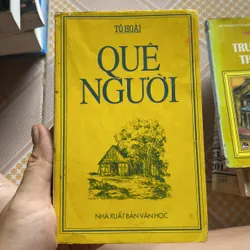 TÔ HOÀI
QUÊ
NGƯỜI
NHÀ XUẤT BẢN VĂN HỌC